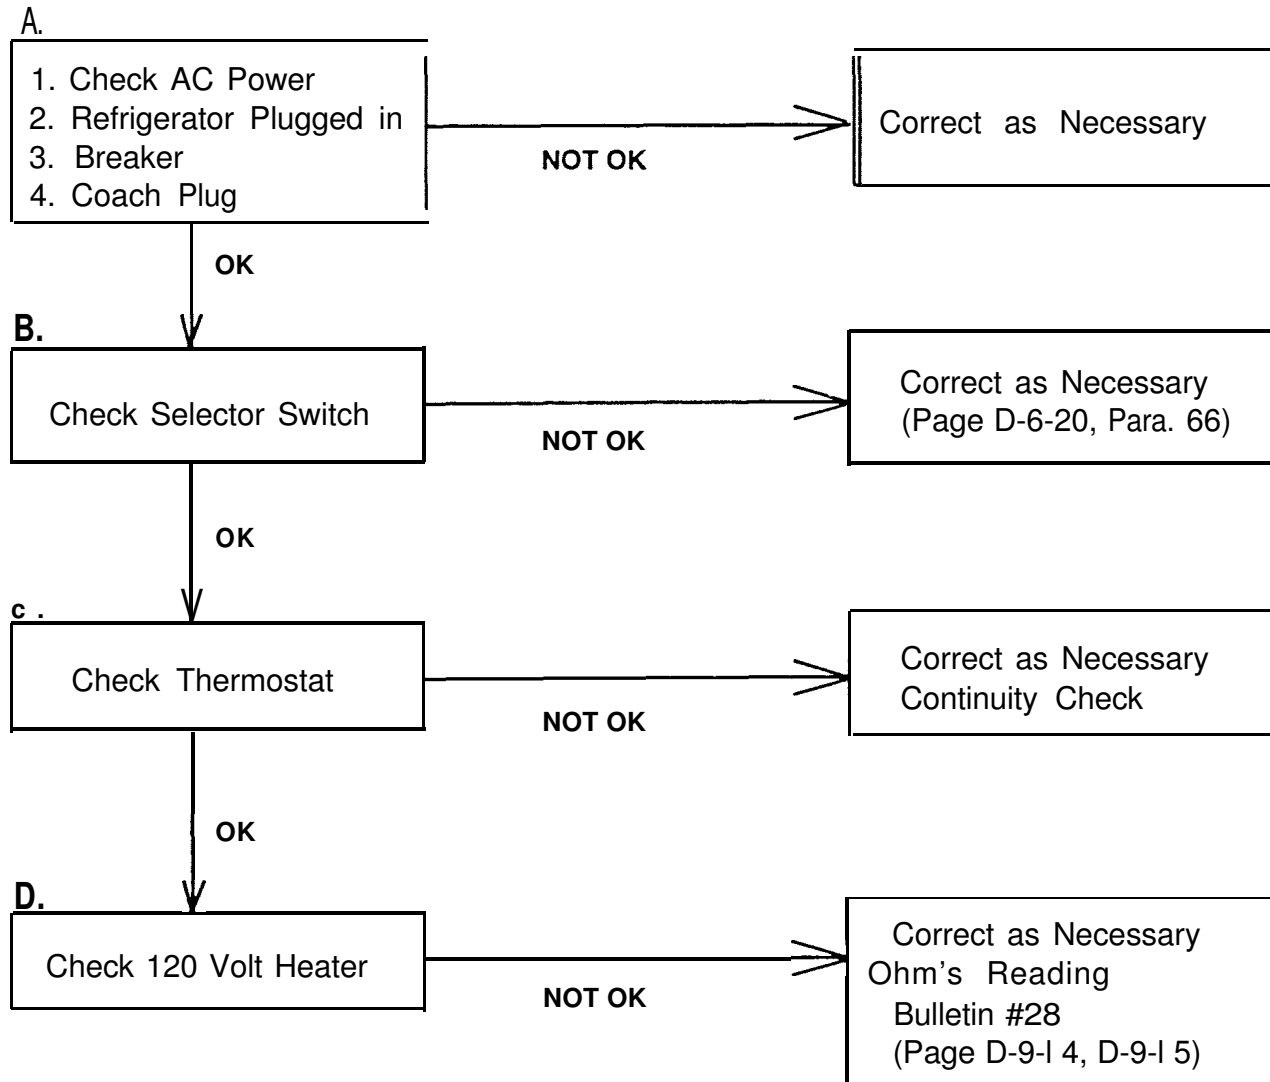 A.
1. Check AC Power
2. Refrigerator Plugged in
3. Breaker
4. Coach Plug
NOT OK
Correct as Necessary
OK
B.
Check Selector Switch
NOT OK
Correct as Necessary
(Page D-6-20, Para. 66)
OK
c .
Check Thermostat
NOT OK
Correct as Necessary
Continuity Check
OK
D.
Check 120 Volt Heater
NOT OK
Correct as Necessary
Ohm's Reading
Bulletin #28
(Page D-9-l 4, D-9-l 5)